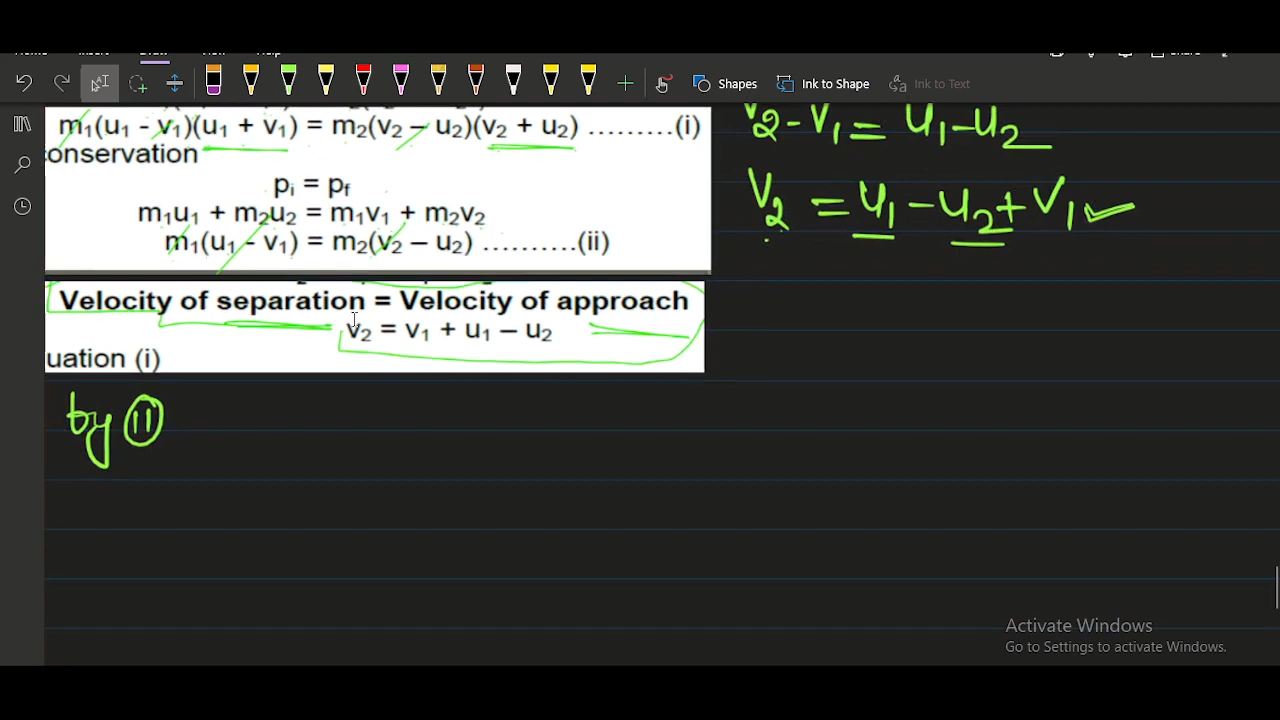 Shapes Ink to Shape Ink to Text
m₁(u₁ - v₁)(u₁ + v₁) = m₂(v₂ – u₂)(v₂ + u₂) ………(i)
onservation
pᵢ = p_f
m₁u₁ + m₂u₂ = m₁v₁ + m₂v₂
m₁(u₁ - v₁) = m₂(v₂ – u₂) ……….(ii)
Velocity of separation = Velocity of approach
v₂ = v₁ + u₁ – u₂
uation (i)
V₂ - V₁ = u₁ - u₂
V₂ = u₁ - u₂ + V₁
by (11)
Activate Windows
Go to Settings to activate Windows.